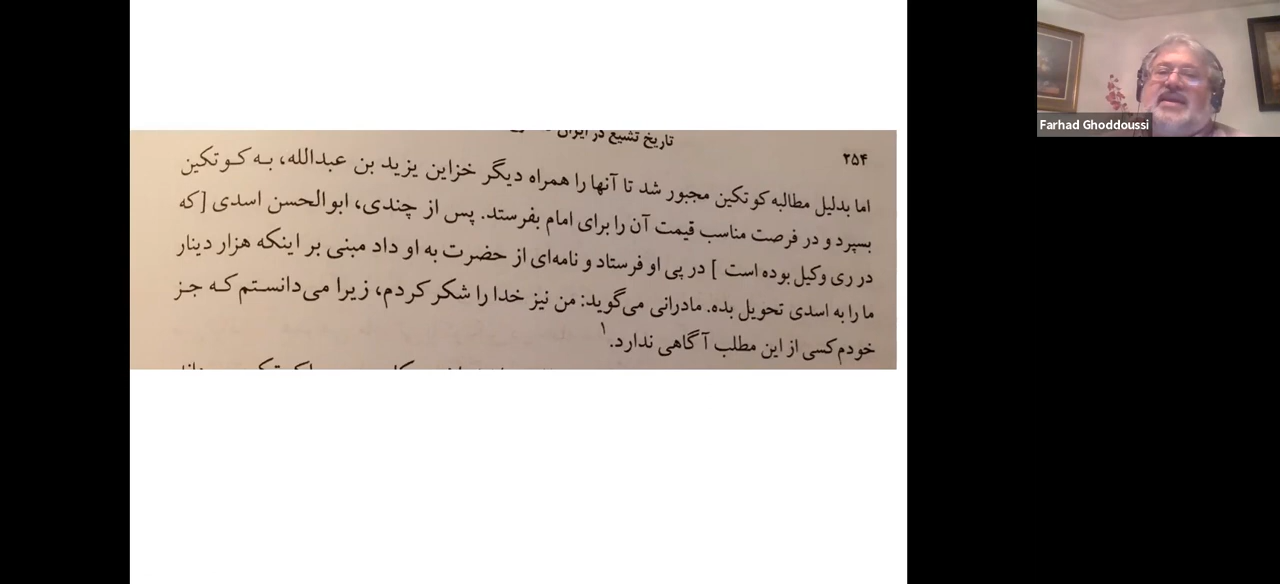 تاریخ تشیع در ایران
۲۵۴
اما بدلیل مطالبه کوتکین مجبور شد تا آنها را همراه دیگر خزاین یزید بن عبدالله، به کوتکین
بسپرد و در فرصت مناسب قیمت آن را برای امام بفرستد. پس از چندی، ابوالحسن اسدی [که
در ری وکیل بوده است ] در پی او فرستاد و نامه‌ای از حضرت به او داد مبنی بر اینکه هزار دینار
ما را به اسدی تحویل بده. مادرانی می‌گوید: من نیز خدا را شکر کردم، زیرا می‌دانستم که جز
خودم کسی از این مطلب آگاهی ندارد.۱
Farhad Ghoddoussi